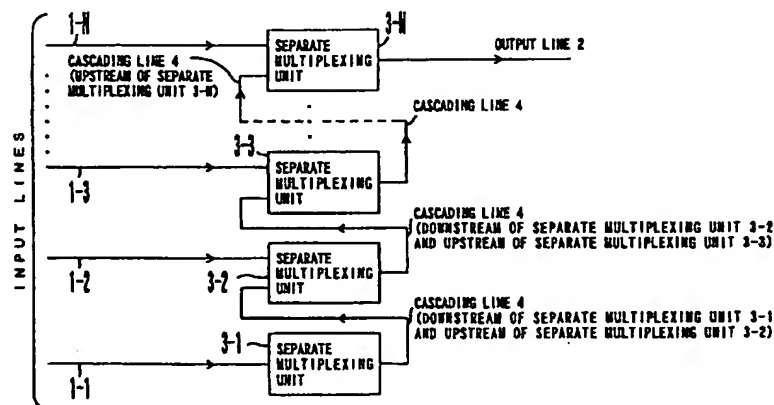 1-N
3-N
SEPARATE
MULTIPLEXING
UNIT
OUTPUT LINE 2
CASCADING LINE 4
(UPSTREAM OF SEPARATE
MULTIPLEXING UNIT 3-N)
CASCADING LINE 4
INPUT LINES
3-3
SEPARATE
MULTIPLEXING
UNIT
1-3
CASCADING LINE 4
(DOWNSTREAM OF SEPARATE MULTIPLEXING UNIT 3-2
AND UPSTREAM OF SEPARATE MULTIPLEXING UNIT 3-3)
SEPARATE
MULTIPLEXING
UNIT
1-2
3-2
CASCADING LINE 4
(DOWNSTREAM OF SEPARATE MULTIPLEXING UNIT 3-1
AND UPSTREAM OF SEPARATE MULTIPLEXING UNIT 3-2)
3-1
SEPARATE
MULTIPLEXING
UNIT
1-1